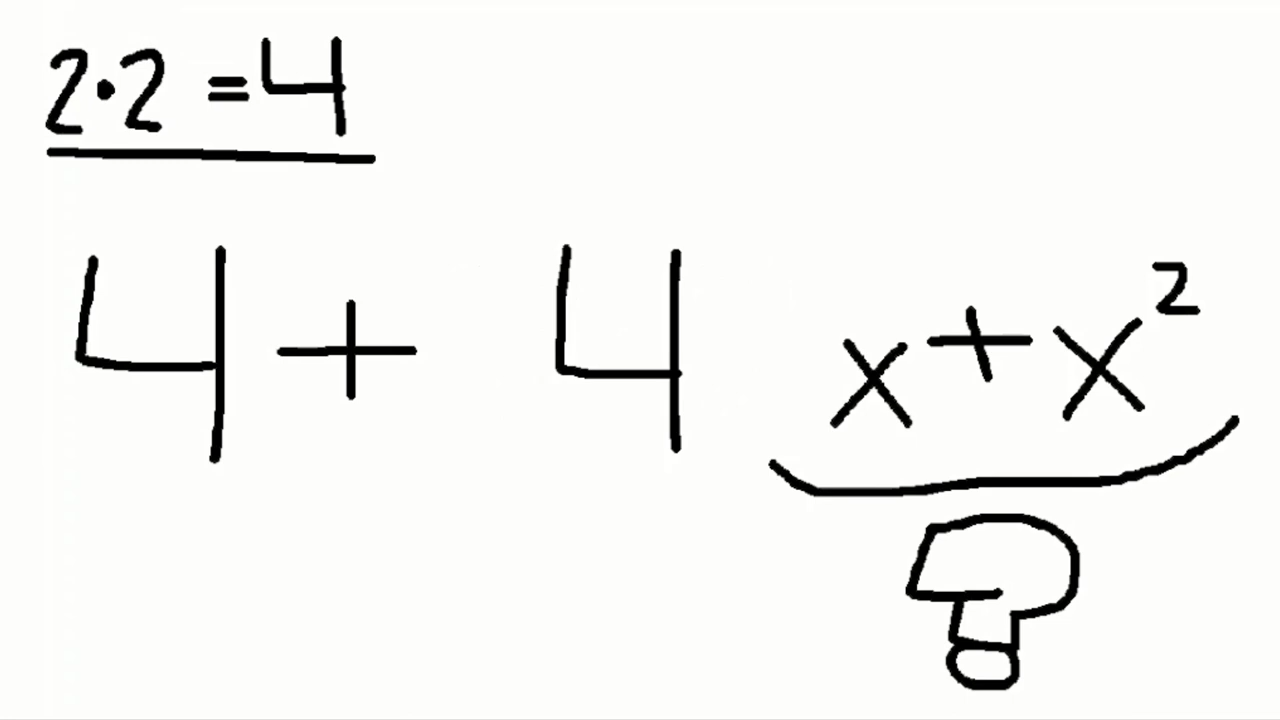 2·2 = 4
4 + 4 x + x²
?